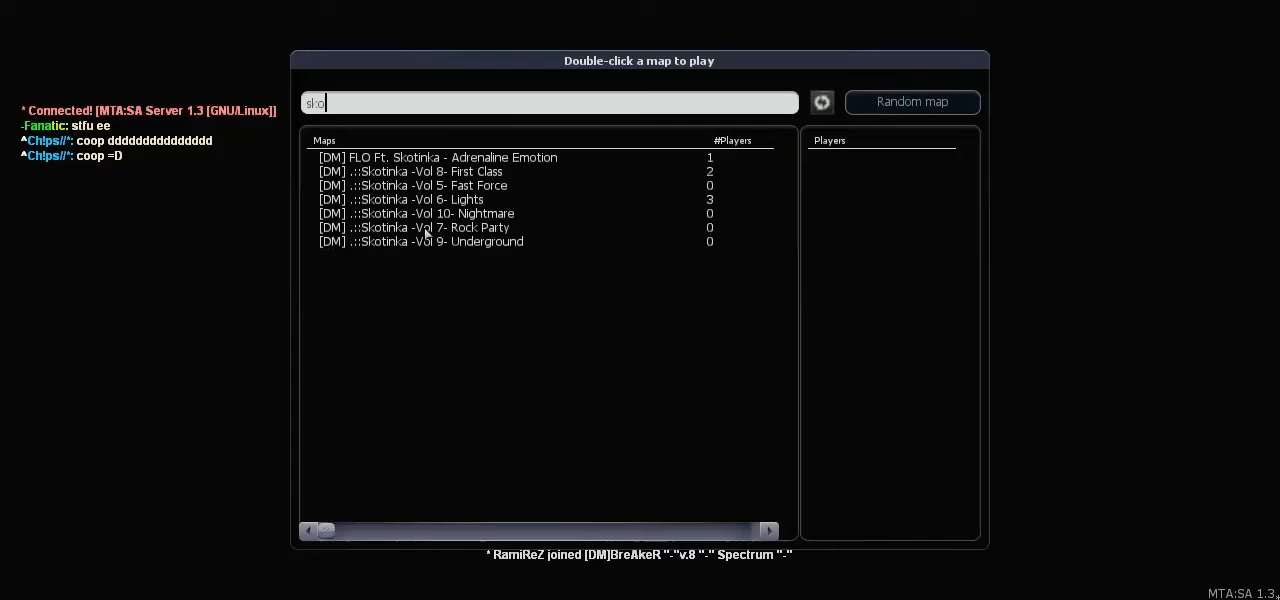 Double-click a map to play
sko
Random map
* Connected! [MTA:SA Server 1.3 [GNU/Linux]]
-Fanatic: stfu ee
^Ch!ps//*: coop ddddddddddddddd
^Ch!ps//*: coop =D
Maps #Players
[DM] FLO Ft. Skotinka - Adrenaline Emotion 1
[DM] .::Skotinka -Vol 8- First Class 2
[DM] .::Skotinka -Vol 5- Fast Force 0
[DM] .::Skotinka -Vol 6- Lights 3
[DM] .::Skotinka -Vol 10- Nightmare 0
[DM] .::Skotinka -Vol 7- Rock Party 0
[DM] .::Skotinka -Vol 9- Underground 0
Players
* RamiReZ joined [DM]BreAkeR "-"v.8 "-" Spectrum "-"
MTA:SA 1.3